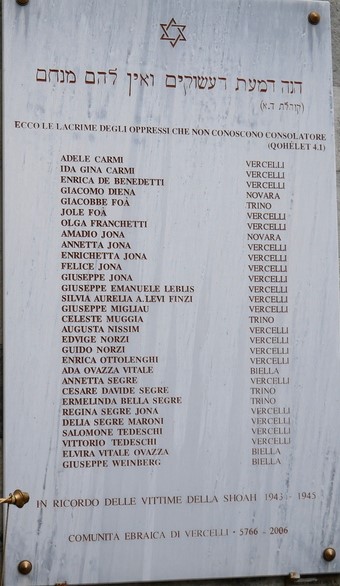 הנה דמעת העשוקים ואין להם מנחם
(קוהלת ד.א)
ECCO LE LACRIME DEGLI OPPRESSI CHE NON CONOSCONO CONSOLATORE
(QOHÉLET 4.1)
ADELE CARMI VERCELLI
IDA GINA CARMI VERCELLI
ENRICA DE BENEDETTI VERCELLI
GIACOMO DIENA NOVARA
GIACOBBE FOÀ TRINO
JOLE FOÀ VERCELLI
OLGA FRANCHETTI VERCELLI
AMADIO JONA NOVARA
ANNETTA JONA VERCELLI
ENRICHETTA JONA VERCELLI
FELICE JONA VERCELLI
GIUSEPPE JONA VERCELLI
GIUSEPPE EMANUELE LEBLIS VERCELLI
SILVIA AURELIA A.LEVI FINZI VERCELLI
GIUSEPPE MIGLIAU VERCELLI
CELESTE MUGGIA TRINO
AUGUSTA NISSIM VERCELLI
EDVIGE NORZI VERCELLI
GUIDO NORZI VERCELLI
ENRICA OTTOLENGHI VERCELLI
ADA OVAZZA VITALE BIELLA
ANNETTA SEGRE VERCELLI
CESARE DAVIDE SEGRE TRINO
ERMELINDA BELLA SEGRE TRINO
REGINA SEGRE JONA VERCELLI
DELIA SEGRE MARONI VERCELLI
SALOMONE TEDESCHI VERCELLI
VITTORIO TEDESCHI VERCELLI
ELVIRA VITALE OVAZZA BIELLA
GIUSEPPE WEINBERG BIELLA
IN RICORDO DELLE VITTIME DELLA SHOAH 1943 - 1945
COMUNITA EBRAICA DI VERCELLI • 5766 - 2006